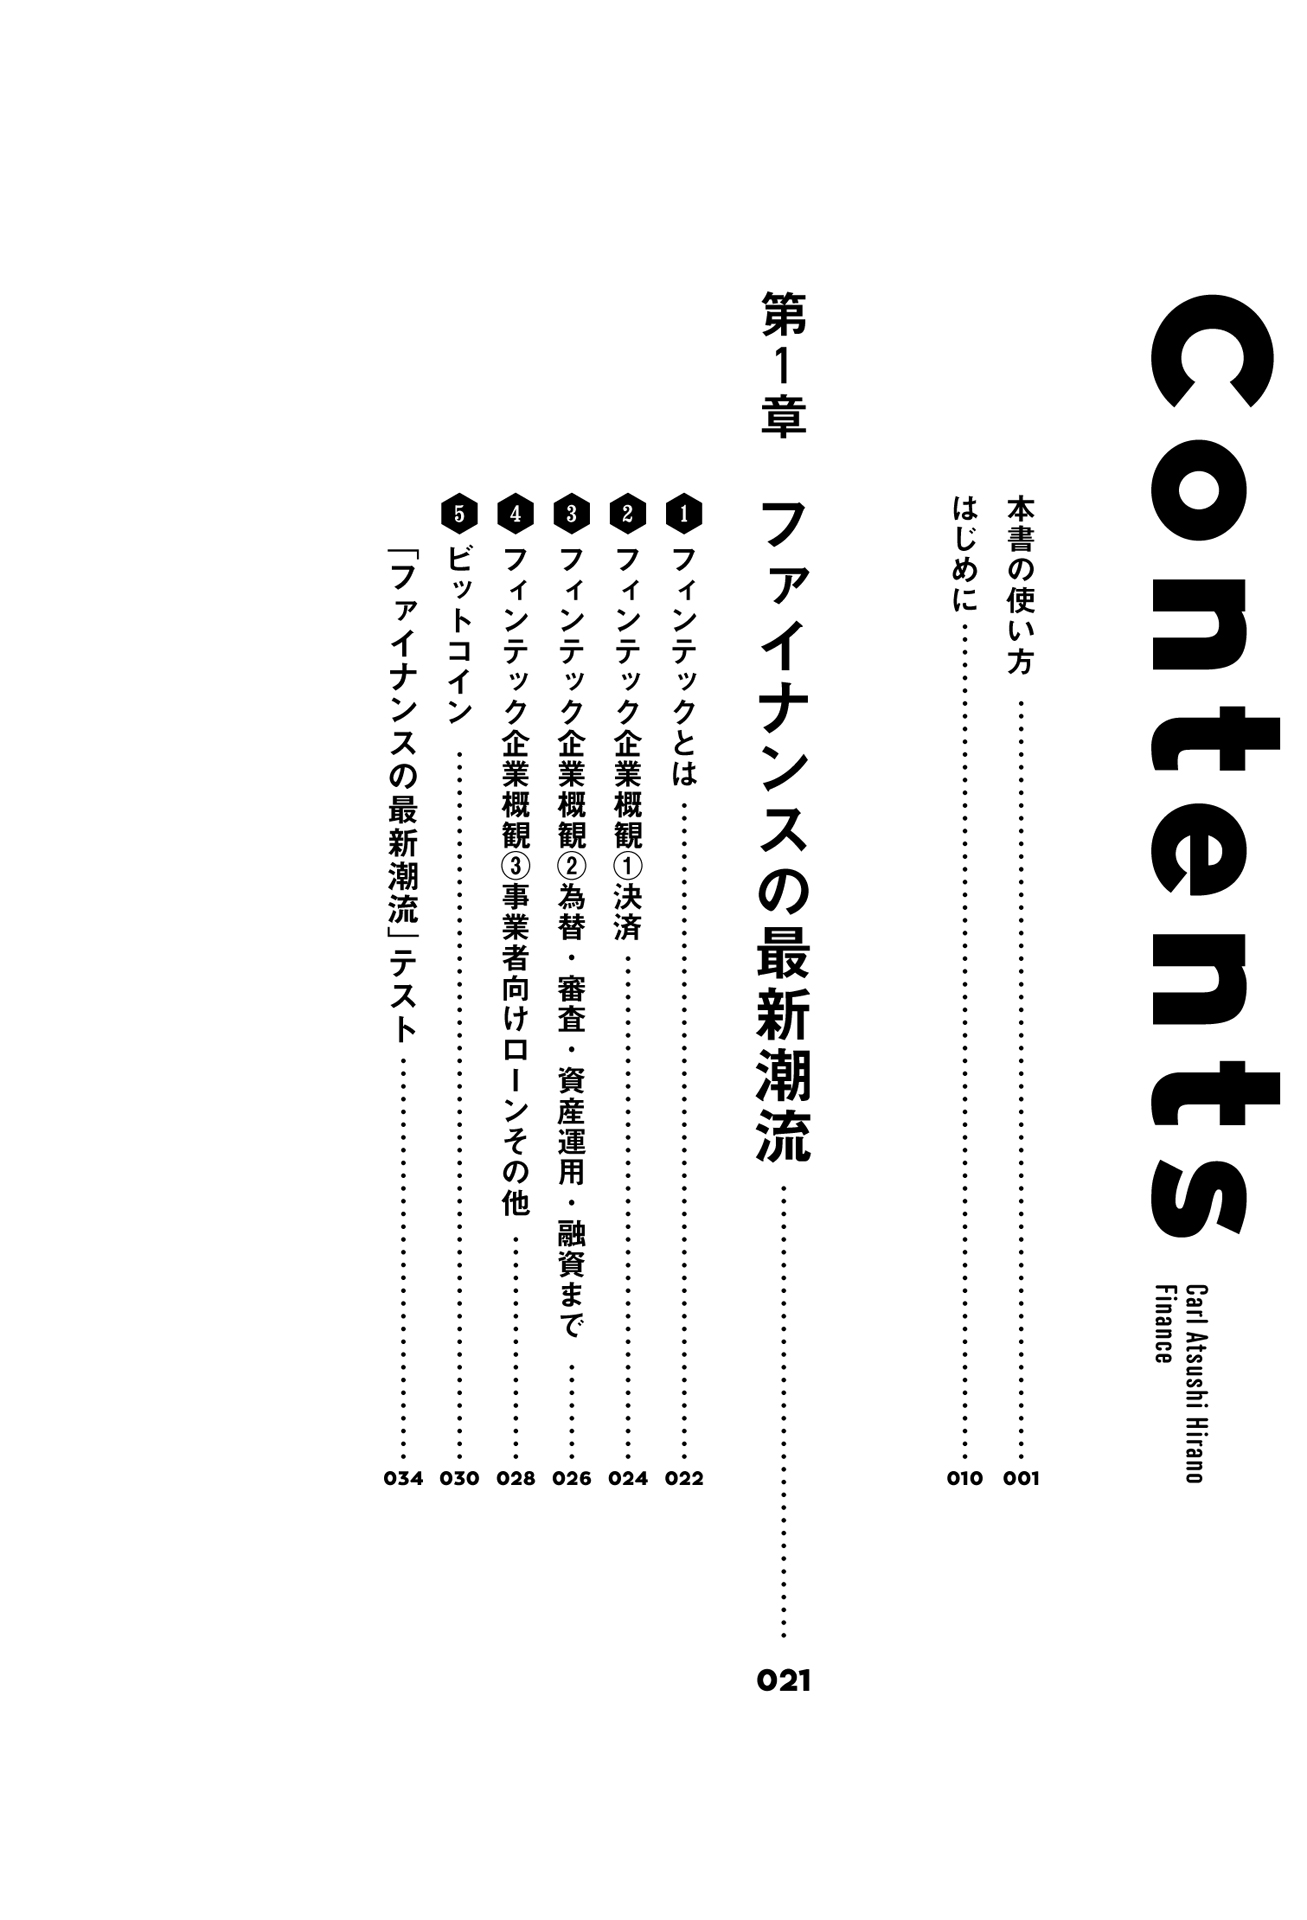 Contents
Carl Atsushi Hirano
Finance
本書の使い方 …… 001
はじめに …… 010
第1章 ファイナンスの最新潮流 …… 021
1 フィンテックとは …… 022
2 フィンテック企業概観①決済 …… 024
3 フィンテック企業概観②為替・審査・資産運用・融資まで …… 026
4 フィンテック企業概観③事業者向けローンその他 …… 028
5 ビットコイン …… 030
「ファイナンスの最新潮流」テスト …… 034